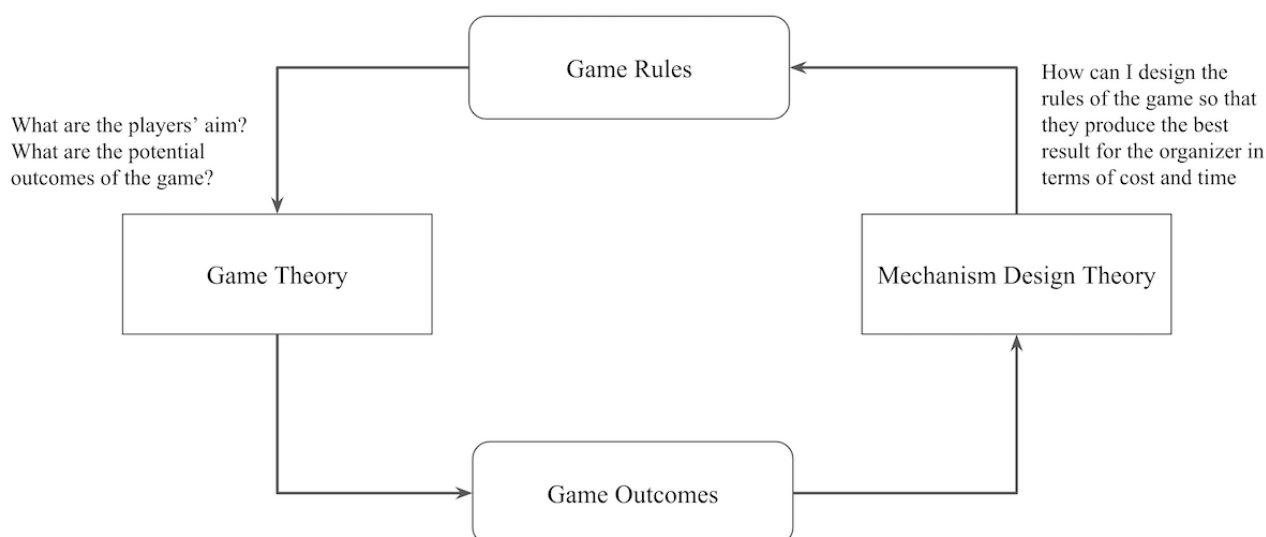 Game Rules
How can I design the
rules of the game so that
they produce the best
result for the organizer in
terms of cost and time
What are the players’ aim?
What are the potential
outcomes of the game?
Game Theory
Mechanism Design Theory
Game Outcomes